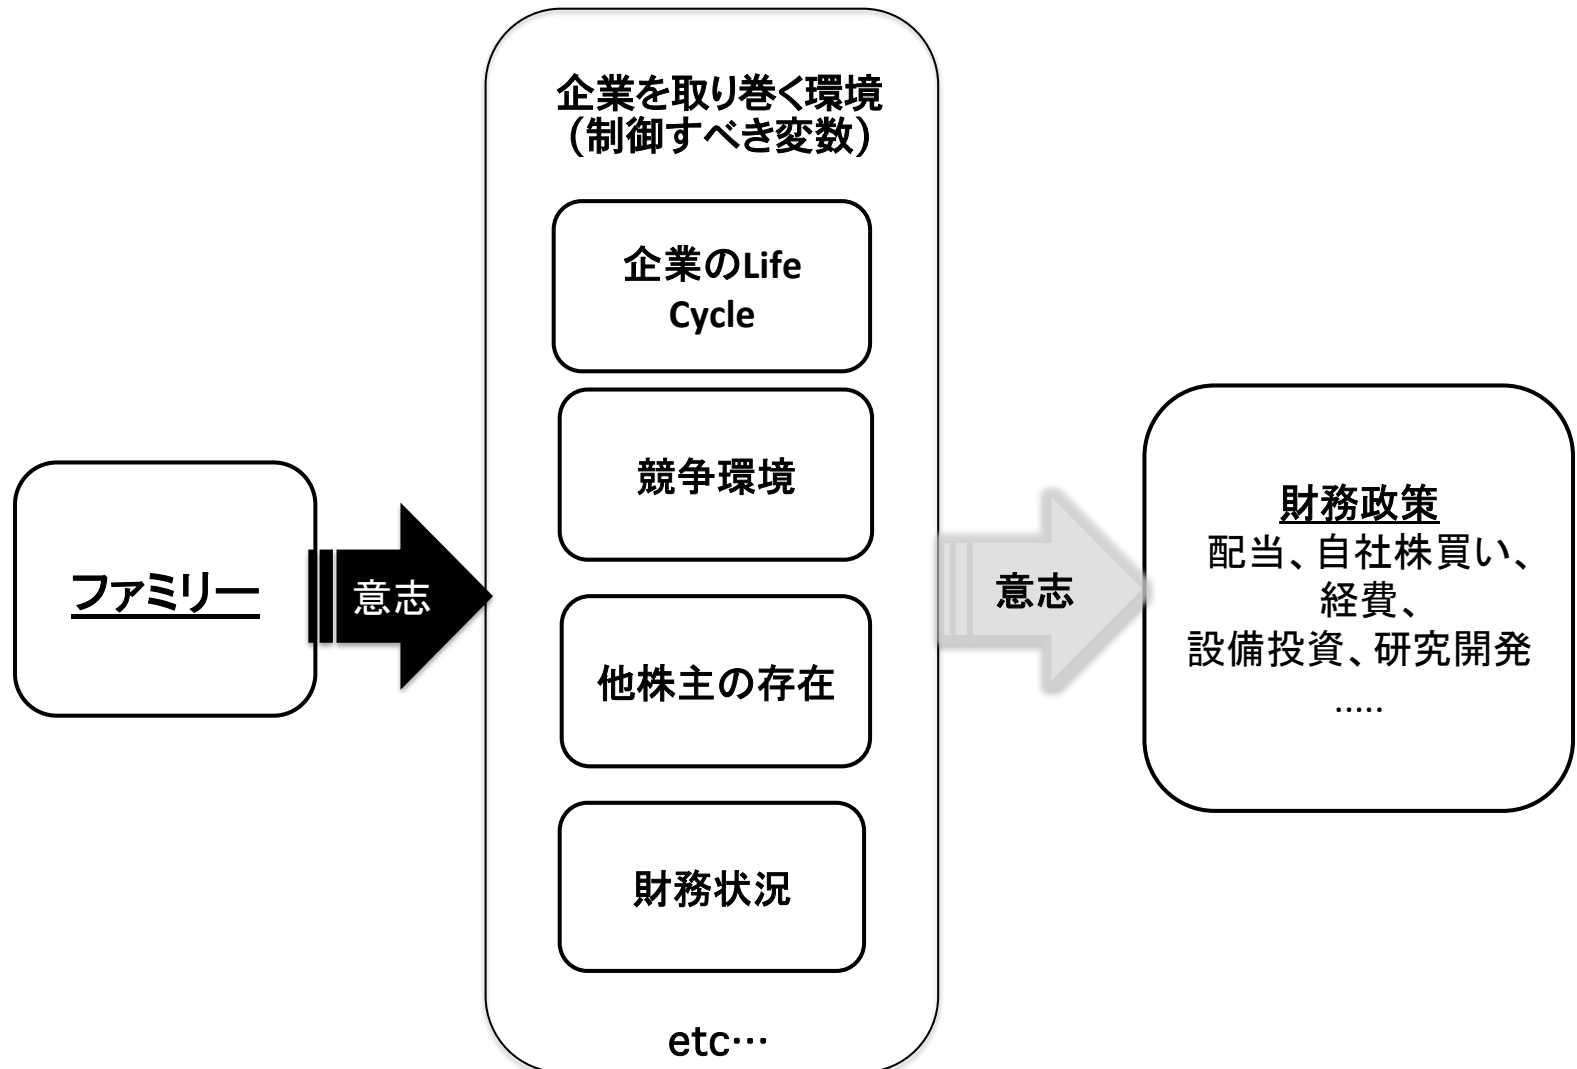 企業を取り巻く環境
（制御すべき変数）
企業のLife
Cycle
競争環境
ファミリー
意志
他株主の存在
財務状況
etc…
意志
財務政策
配当、自社株買い、
経費、
設備投資、研究開発
.....